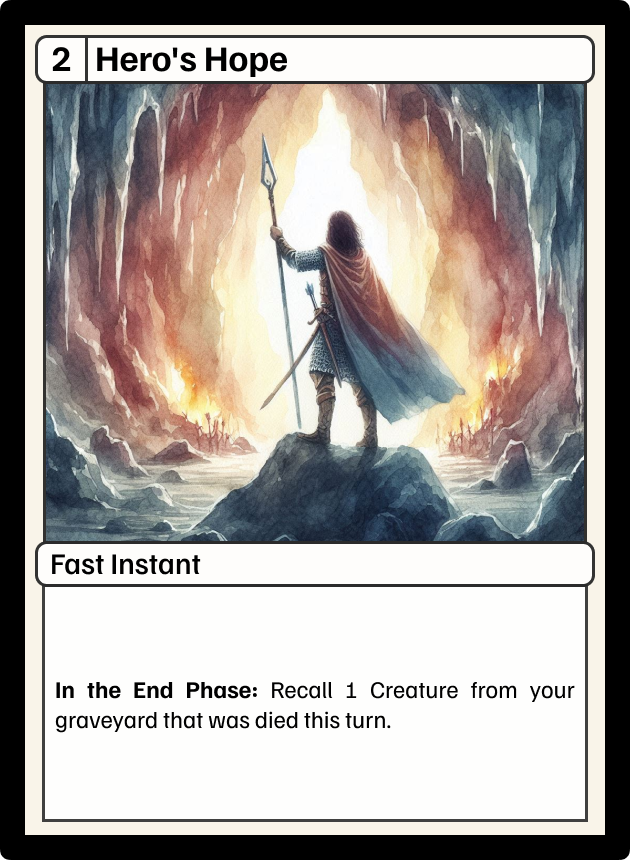 2 Hero's Hope
Fast Instant
In the End Phase: Recall 1 Creature from your
graveyard that was died this turn.